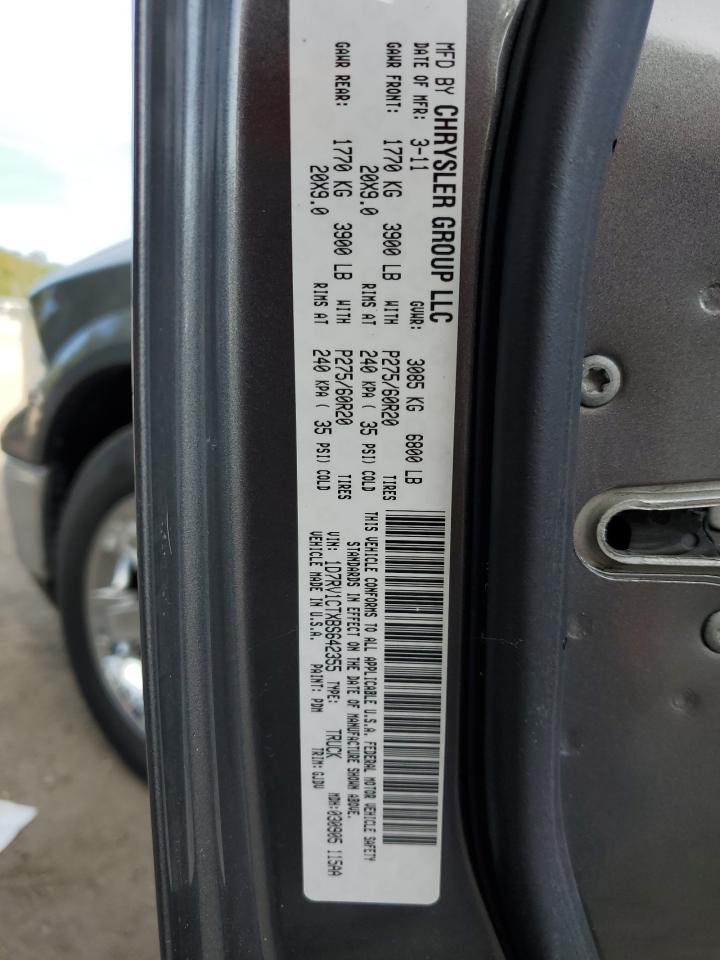 MFD BY CHRYSLER GROUP LLC
DATE OF MFR: 3-11 GVWR: 3085 KG 6800 LB
GAWR FRONT: 1770 KG 3900 LB WITH P275/60R20 TIRES
20X9.0 RIMS AT 240 KPA ( 35 PSI) COLD
GAWR REAR: 1770 KG 3900 LB WITH P275/60R20 TIRES
20X9.0 RIMS AT 240 KPA ( 35 PSI) COLD
THIS VEHICLE CONFORMS TO ALL APPLICABLE U.S.A. FEDERAL MOTOR VEHICLE SAFETY
STANDARDS IN EFFECT ON THE DATE OF MANUFACTURE SHOWN ABOVE.
VIN: 1D7RV1CTXBS642355 TYPE: TRUCK MDH:030905 115AA
VEHICLE MADE IN U.S.A. PAINT: PDM TRIM: GJDV